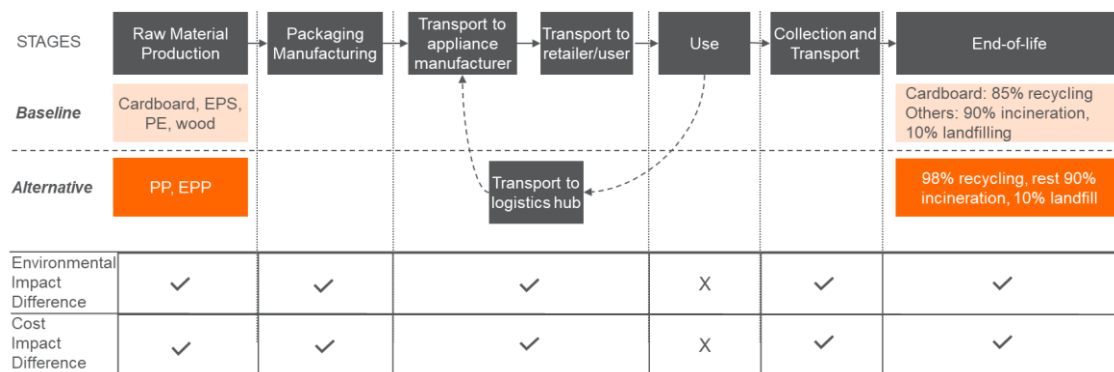 STAGES
Raw Material
Production
Packaging
Manufacturing
Transport to
appliance
manufacturer
Transport to
retailer/user
Use
Collection and
Transport
End-of-life
Baseline
Cardboard, EPS,
PE, wood
Cardboard: 85% recycling
Others: 90% incineration,
10% landfilling
Alternative
PP, EPP
Transport to
logistics hub
98% recycling, rest 90%
incineration, 10% landfill
Environmental
Impact
Difference
✓ ✓ ✓ X ✓ ✓
Cost
Impact
Difference
✓ ✓ ✓ X ✓ ✓